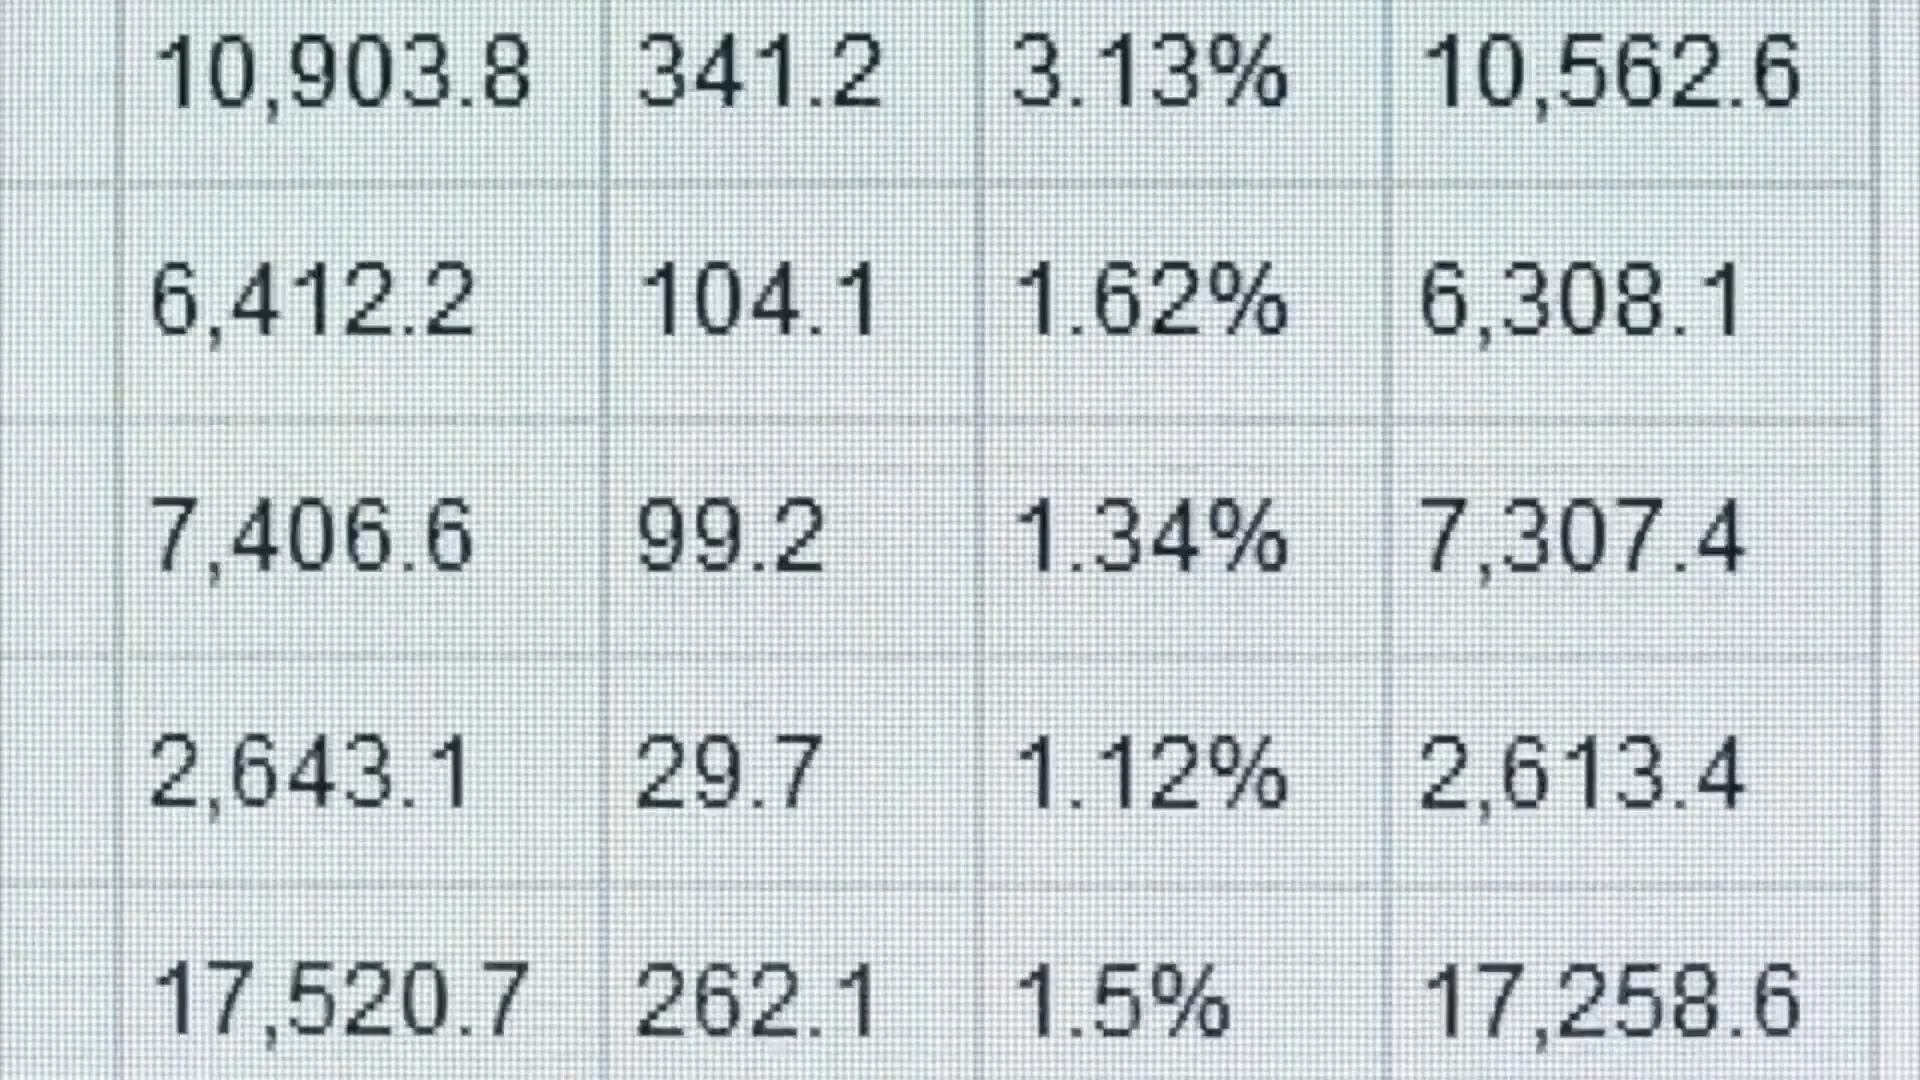 10,903.8 341.2 3.13% 10,562.6
6,412.2 104.1 1.62% 6,308.1
7,406.6 99.2 1.34% 7,307.4
2,643.1 29.7 1.12% 2,613.4
17,520.7 262.1 1.5% 17,258.6